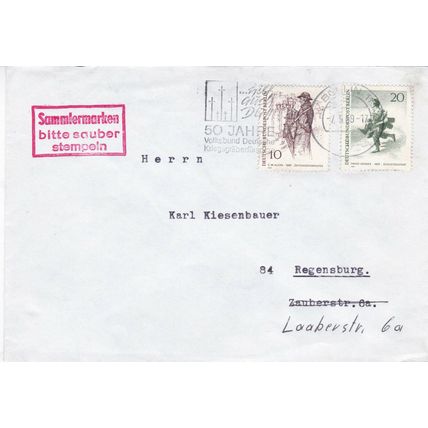 Sammlermarken
bitte sauber
stempeln
50 JAHRE
Volksbund Deutsche
Kriegsgräberfürsorge
10
DEUTSCHE BUNDESPOST BERLIN
20
DEUTSCHE BUNDESPOST BERLIN
Herrn
Karl Kiesenbauer
84 Regensburg.
Zauberstr.6a.
Laaberstr. 6a